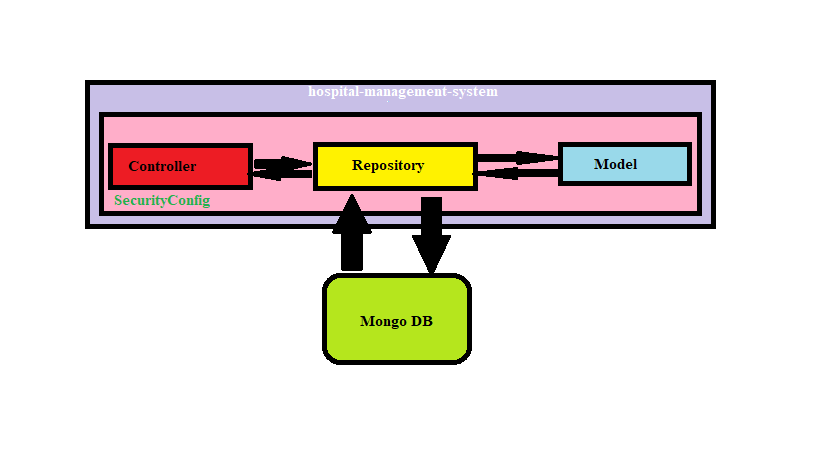 hospital-management-system
Controller
Repository
Model
SecurityConfig
Mongo DB